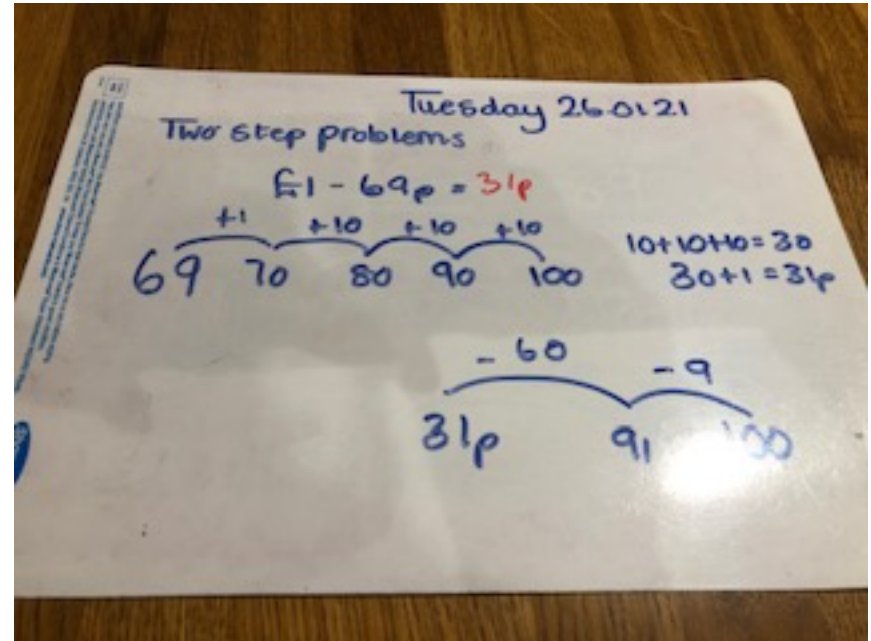 Tuesday 26.01.21
Two step problems
£1 - 69p = 31p
+1 +10 +10 +10
69 70 80 90 100
10+10+10=30
30+1=31p
- 60 - 9
31p 91 100